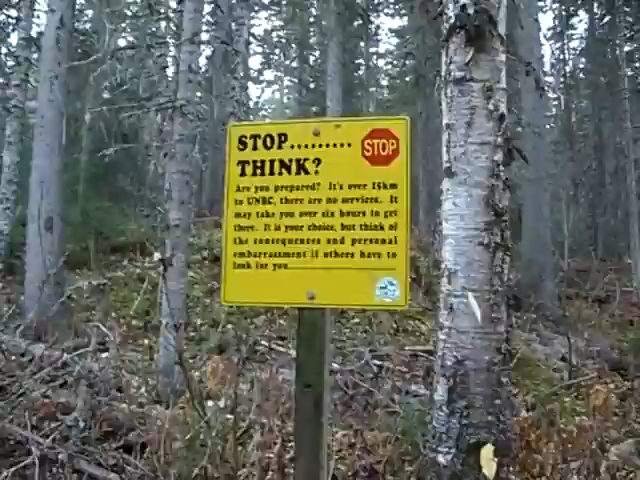 STOP.........
STOP
THINK?
Are you prepared? It's over 15km
to UNBC, there are no services. It
may take you over six hours to get
there. It is your choice, but think of
the consequences and personal
embarrassment if others have to
look for you